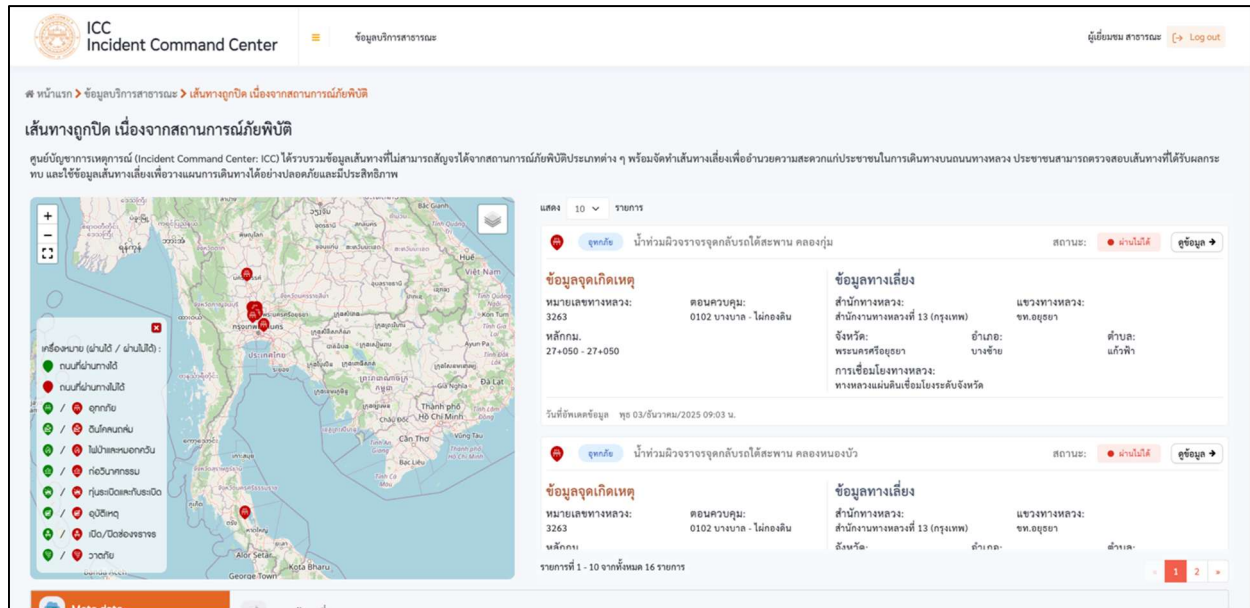 ICC
Incident Command Center
ข้อมูลบริการสาธารณะ
ผู้เยี่ยมชม สาธารณะ
Log out
หน้าแรก > ข้อมูลบริการสาธารณะ > เส้นทางถูกปิด เนื่องจากสถานการณ์ภัยพิบัติ
เส้นทางถูกปิด เนื่องจากสถานการณ์ภัยพิบัติ
ศูนย์บัญชาการเหตุการณ์ (Incident Command Center: ICC) ได้รวบรวมข้อมูลเส้นทางที่ไม่สามารถสัญจรได้จากสถานการณ์ภัยพิบัติประเภทต่าง ๆ พร้อมจัดทำเส้นทางเลี่ยงเพื่ออำนวยความสะดวกแก่ประชาชนในการเดินทางบนถนนทางหลวง ประชาชนสามารถตรวจสอบเส้นทางที่ได้รับผลกระ
ทบ และใช้ข้อมูลเส้นทางเลี่ยงเพื่อวางแผนการเดินทางได้อย่างปลอดภัยและมีประสิทธิภาพ
+
−
Huế
Việt Nam
Kon Tum
Ayun Pa
Gia Nghĩa
Đà Lạt
Thành phố
Hồ Chí Minh
Châu Đốc
Cần Thơ
Vũng Tàu
Bạc Liêu
Alor Setar
Kota Bharu
George Town
เครื่องหมาย (ผ่านได้ / ผ่านไม่ได้) :
ถนนที่ผ่านทางได้
ถนนที่ผ่านทางไม่ได้
/ อุทกภัย
/ ดินโคลนถล่ม
/ ไฟป่าและหมอกควัน
/ ก่อวินาศกรรม
/ ทุ่นระเบิดและกับระเบิด
/ อุบัติเหตุ
/ เปิด/ปิดช่องจราจร
/ วาตภัย
แสดง 10 รายการ
อุทกภัย น้ำท่วมผิวจราจรจุดกลับรถใต้สะพาน คลองกุ่ม
สถานะ: ผ่านไม่ได้ ดูข้อมูล
ข้อมูลจุดเกิดเหตุ
หมายเลขทางหลวง: ตอนควบคุม:
3263 0102 บางบาล - ไผ่กองดิน
หลักกม.
27+050 - 27+050
ข้อมูลทางเลี่ยง
สำนักทางหลวง: แขวงทางหลวง:
สำนักงานทางหลวงที่ 13 (กรุงเทพ) ขท.อยุธยา
จังหวัด: อำเภอ: ตำบล:
พระนครศรีอยุธยา บางซ้าย แก้วฟ้า
การเชื่อมโยงทางหลวง:
ทางหลวงแผ่นดินเชื่อมโยงระดับจังหวัด
วันที่อัพเดตข้อมูล พุธ 03/ธันวาคม/2025 09:03 น.
อุทกภัย น้ำท่วมผิวจราจรจุดกลับรถใต้สะพาน คลองหนองบัว
สถานะ: ผ่านไม่ได้ ดูข้อมูล
ข้อมูลจุดเกิดเหตุ
หมายเลขทางหลวง: ตอนควบคุม:
3263 0102 บางบาล - ไผ่กองดิน
หลักกม.
ข้อมูลทางเลี่ยง
สำนักทางหลวง: แขวงทางหลวง:
สำนักงานทางหลวงที่ 13 (กรุงเทพ) ขท.อยุธยา
จังหวัด: อำเภอ: ตำบล:
รายการที่ 1 - 10 จากทั้งหมด 16 รายการ
« 1 2 »
Meta data